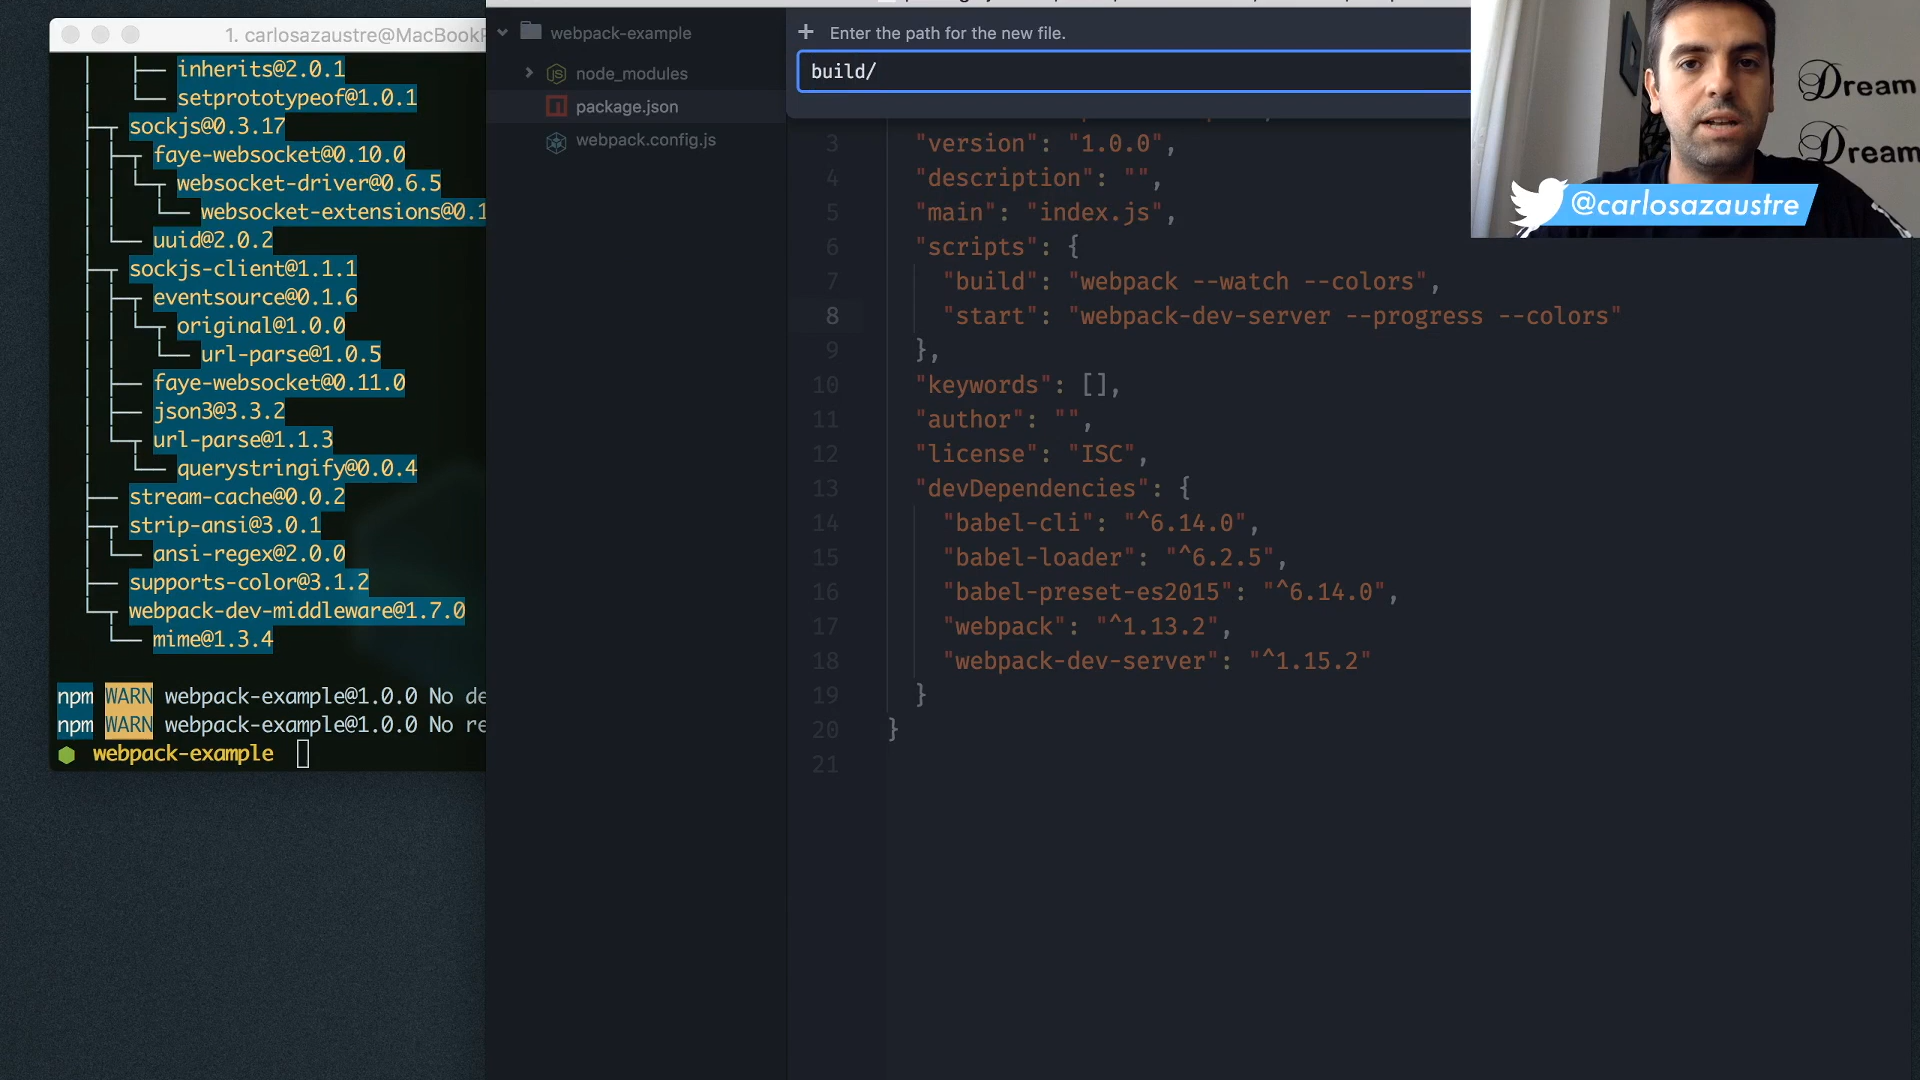 1. carlosazaustre@MacBookP
inherits@2.0.1
setprototypeof@1.0.1
sockjs@0.3.17
faye-websocket@0.10.0
websocket-driver@0.6.5
websocket-extensions@0.1
uuid@2.0.2
sockjs-client@1.1.1
eventsource@0.1.6
original@1.0.0
url-parse@1.0.5
faye-websocket@0.11.0
json3@3.3.2
url-parse@1.1.3
querystringify@0.0.4
stream-cache@0.0.2
strip-ansi@3.0.1
ansi-regex@2.0.0
supports-color@3.1.2
webpack-dev-middleware@1.7.0
mime@1.3.4
npm WARN webpack-example@1.0.0 No de
npm WARN webpack-example@1.0.0 No re
webpack-example
webpack-example
node_modules
package.json
webpack.config.js
Enter the path for the new file.
build/
3 "version": "1.0.0",
4 "description": "",
5 "main": "index.js",
6 "scripts": {
7 "build": "webpack --watch --colors",
8 "start": "webpack-dev-server --progress --colors"
9 },
10 "keywords": [],
11 "author": "",
12 "license": "ISC",
13 "devDependencies": {
14 "babel-cli": "^6.14.0",
15 "babel-loader": "^6.2.5",
16 "babel-preset-es2015": "^6.14.0",
17 "webpack": "^1.13.2",
18 "webpack-dev-server": "^1.15.2"
19 }
20 }
21
Dream
Dream
@carlosazaustre